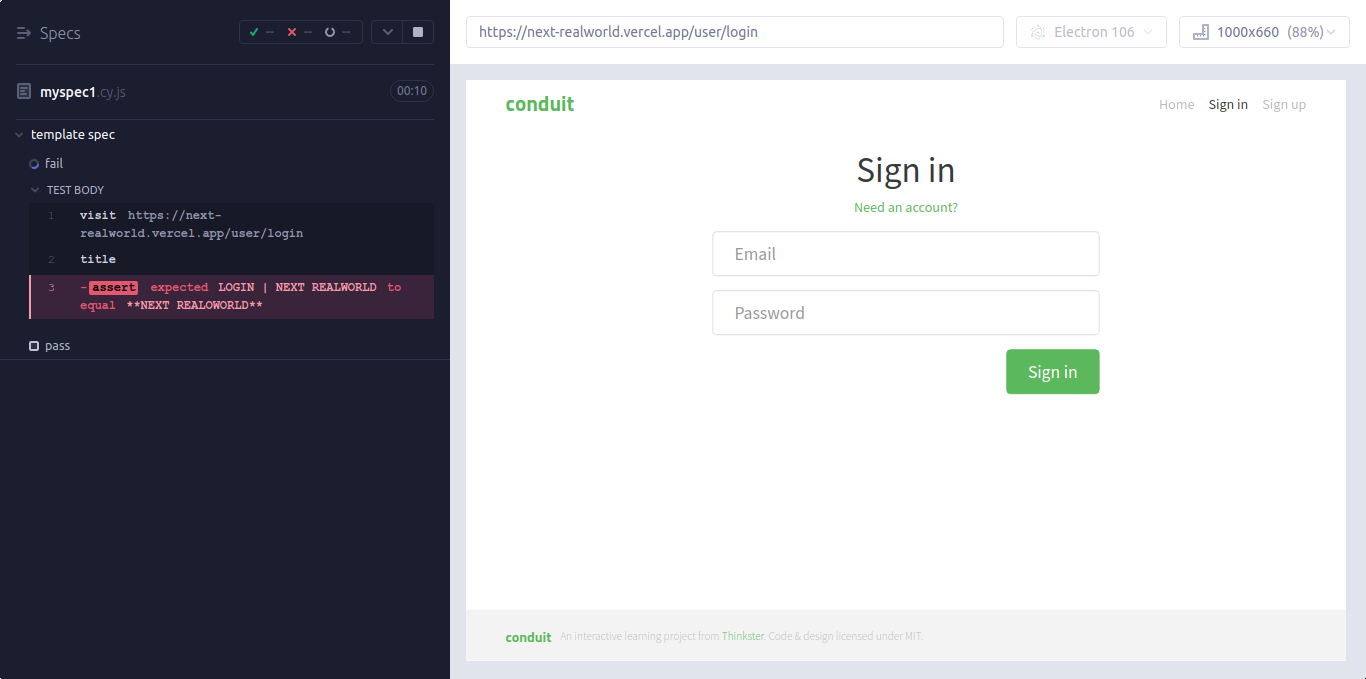 Specs
-- -- --
https://next-realworld.vercel.app/user/login
Electron 106
1000x660 (88%)
myspec1.cy.js
00:10
template spec
fail
TEST BODY
1 visit https://next-
realworld.vercel.app/user/login
2 title
3 -assert expected LOGIN | NEXT REALWORLD to
equal **NEXT REALOWORLD**
pass
conduit
Home Sign in Sign up
Sign in
Need an account?
Email
Password
Sign in
conduit An interactive learning project from Thinkster. Code & design licensed under MIT.